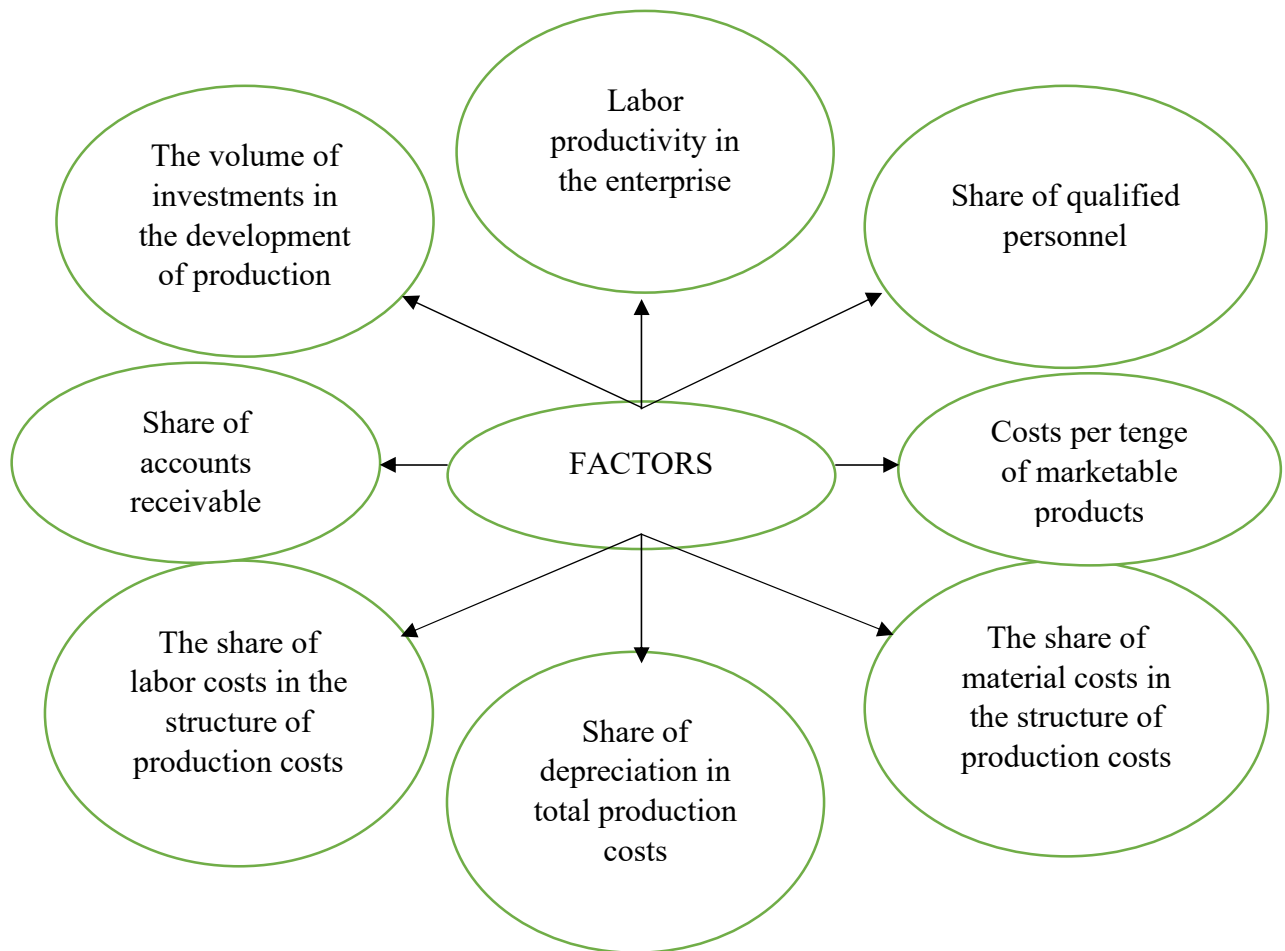 Labor
productivity in
the enterprise
The volume of
investments in
the development
of production
Share of qualified
personnel
Share of
accounts
receivable
FACTORS
Costs per tenge
of marketable
products
The share of
labor costs in the
structure of
production costs
Share of
depreciation in
total production
costs
The share of
material costs in
the structure of
production costs